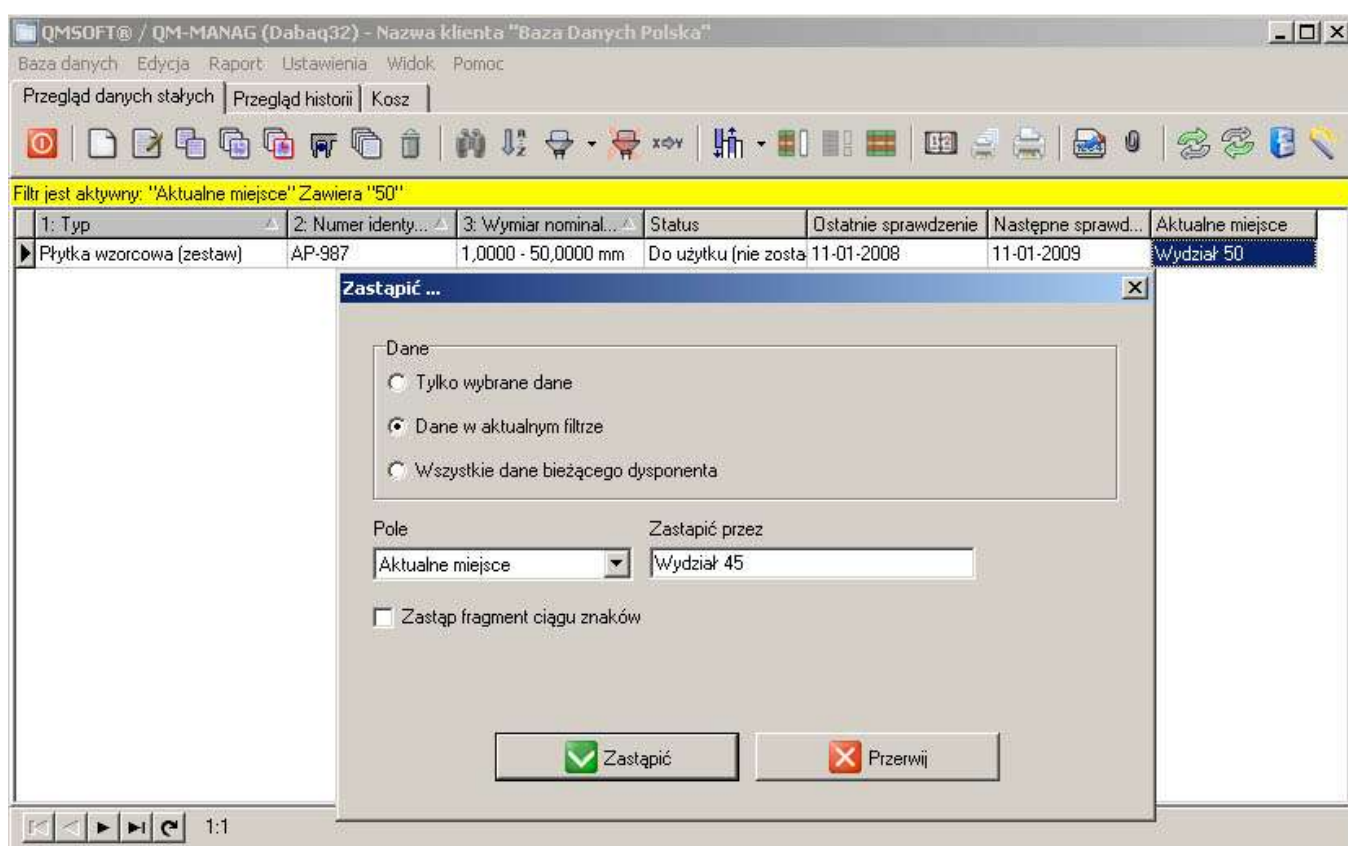 QMSOFT® / QM-MANAG (Dabaq32) - Nazwa klienta "Baza Danych Polska"
Baza danych Edycja Raport Ustawienia Widok Pomoc
Przegląd danych stałych Przegląd historii Kosz
Filtr jest aktywny: "Aktualne miejsce" Zawiera "50"
1: Typ 2: Numer identy... 3: Wymiar nominal... Status Ostatnie sprawdzenie Następne sprawd... Aktualne miejsce
Płytka wzorcowa (zestaw) AP-987 1,0000 - 50,0000 mm Do użytku (nie zosta 11-01-2008 11-01-2009 Wydział 50
Zastąpić ...
Dane
Tylko wybrane dane
Dane w aktualnym filtrze
Wszystkie dane bieżącego dysponenta
Pole Zastapić przez
Aktualne miejsce Wydział 45
Zastąp fragment ciągu znaków
Zastąpić Przerwij
1:1